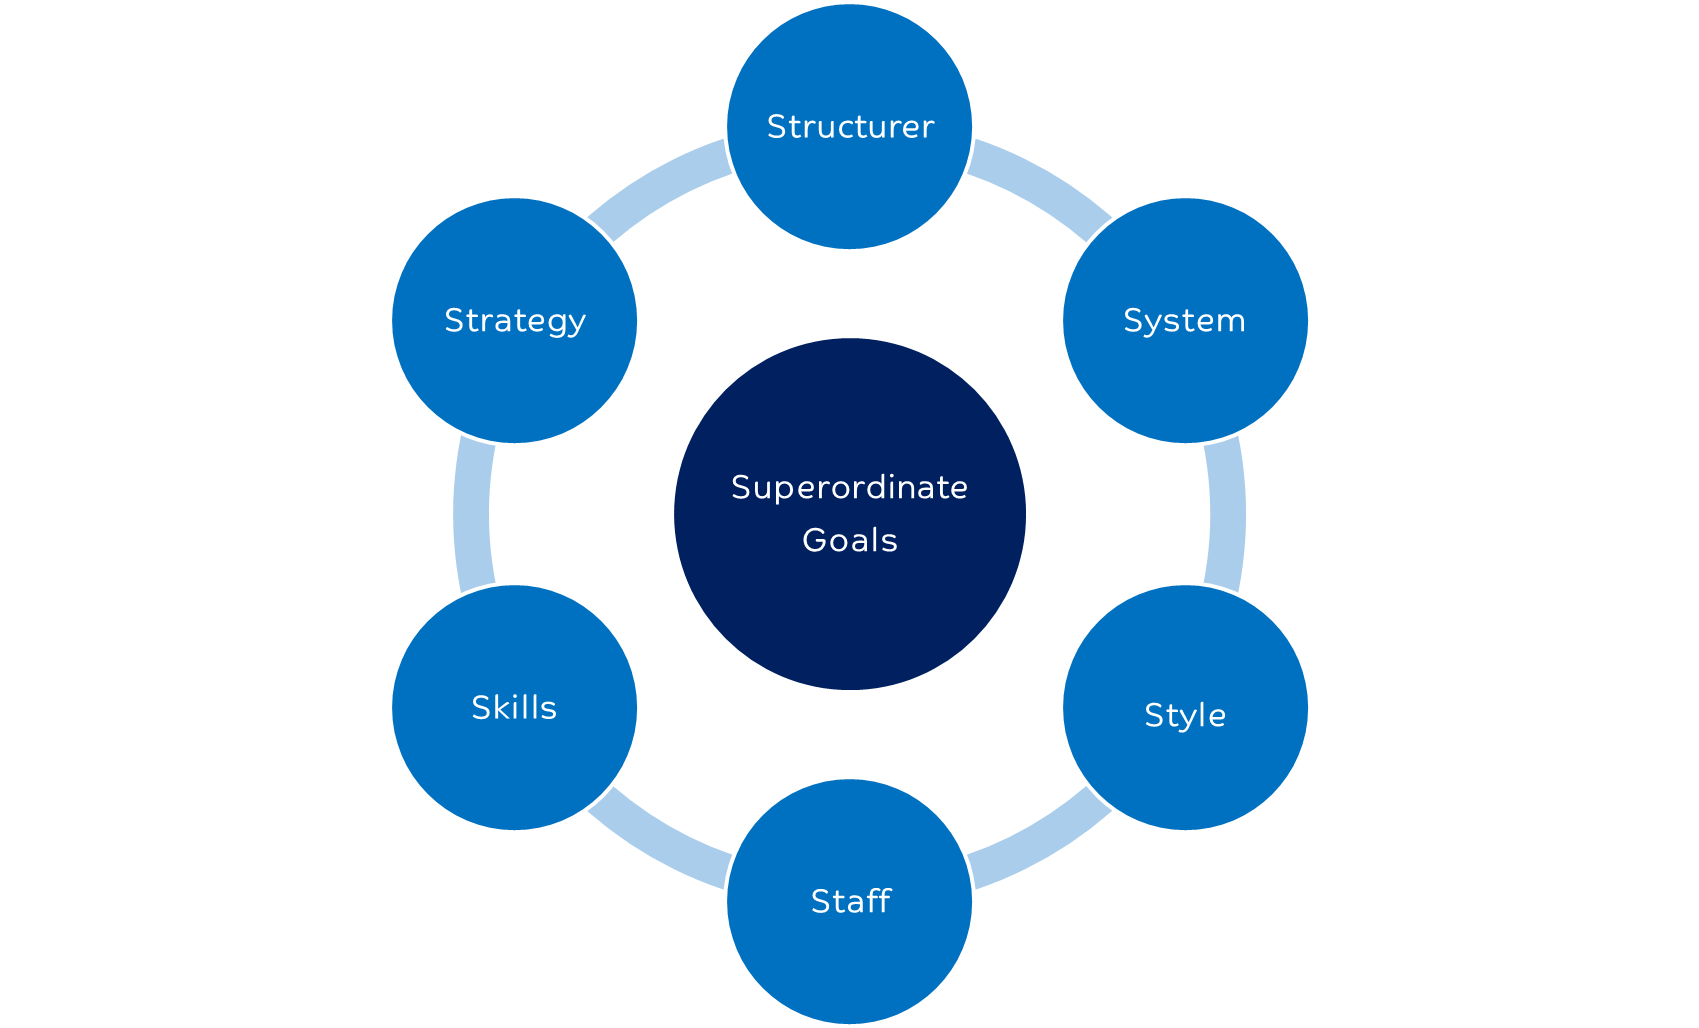 Structurer
Strategy
System
Superordinate
Goals
Skills
Style
Staff